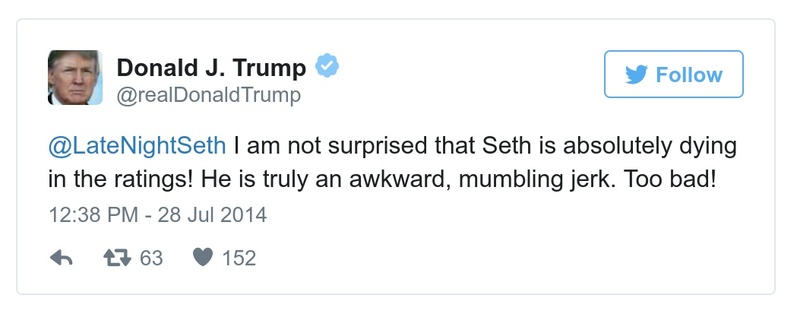 Donald J. Trump
Follow
@realDonaldTrump
@LateNightSeth I am not surprised that Seth is absolutely dying
in the ratings! He is truly an awkward, mumbling jerk. Too bad!
12:38 PM - 28 Jul 2014
63 152